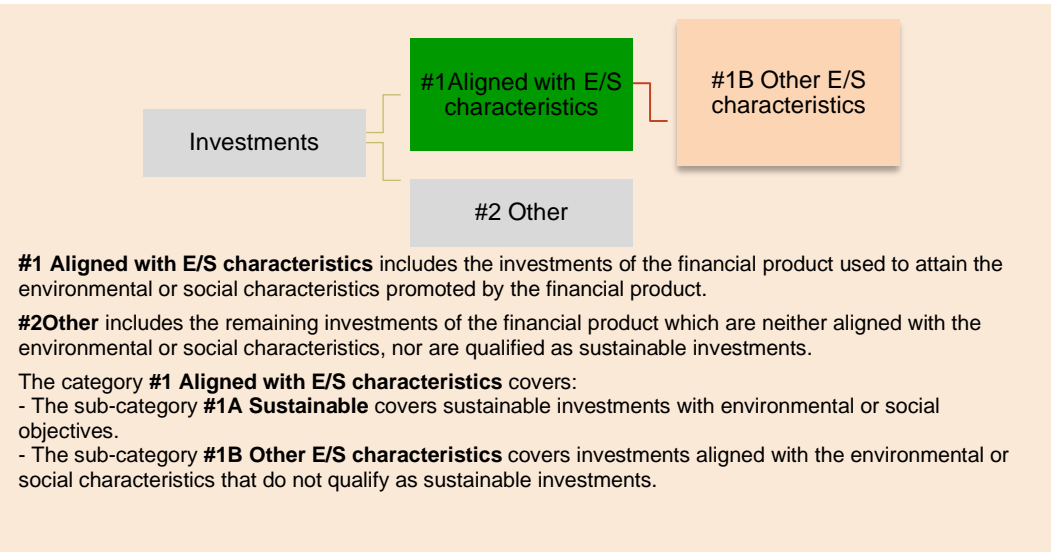 #1Aligned with E/S
characteristics
#1B Other E/S
characteristics
Investments
#2 Other
#1 Aligned with E/S characteristics includes the investments of the financial product used to attain the
environmental or social characteristics promoted by the financial product.
#2Other includes the remaining investments of the financial product which are neither aligned with the
environmental or social characteristics, nor are qualified as sustainable investments.
The category #1 Aligned with E/S characteristics covers:
- The sub-category #1A Sustainable covers sustainable investments with environmental or social
objectives.
- The sub-category #1B Other E/S characteristics covers investments aligned with the environmental or
social characteristics that do not qualify as sustainable investments.